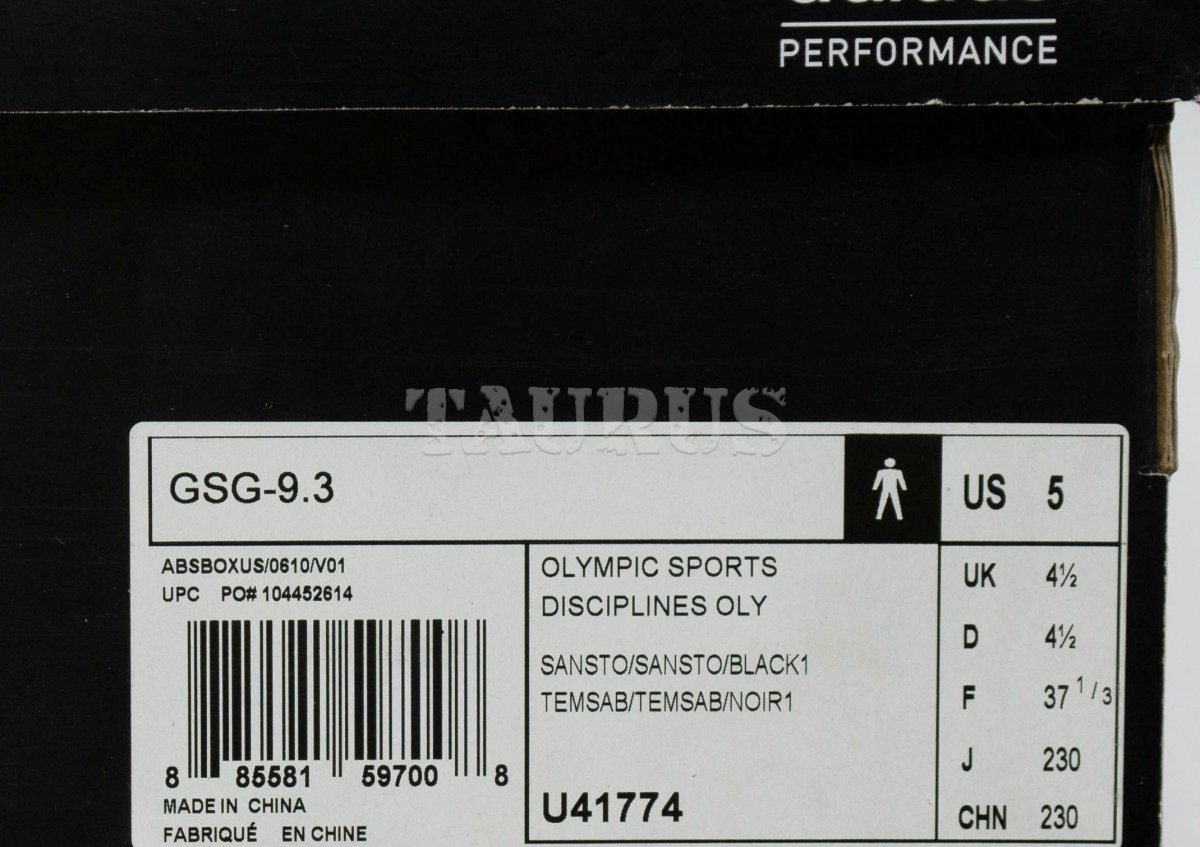 PERFORMANCE
TAURUS
GSG-9.3
US 5
ABSBOXUS/0610/V01
UPC PO# 104452614
8 85581 59700 8
MADE IN CHINA
FABRIQUÉ EN CHINE
OLYMPIC SPORTS
DISCIPLINES OLY
SANSTO/SANSTO/BLACK1
TEMSAB/TEMSAB/NOIR1
U41774
UK 4½
D 4½
F 37 1/3
J 230
CHN 230